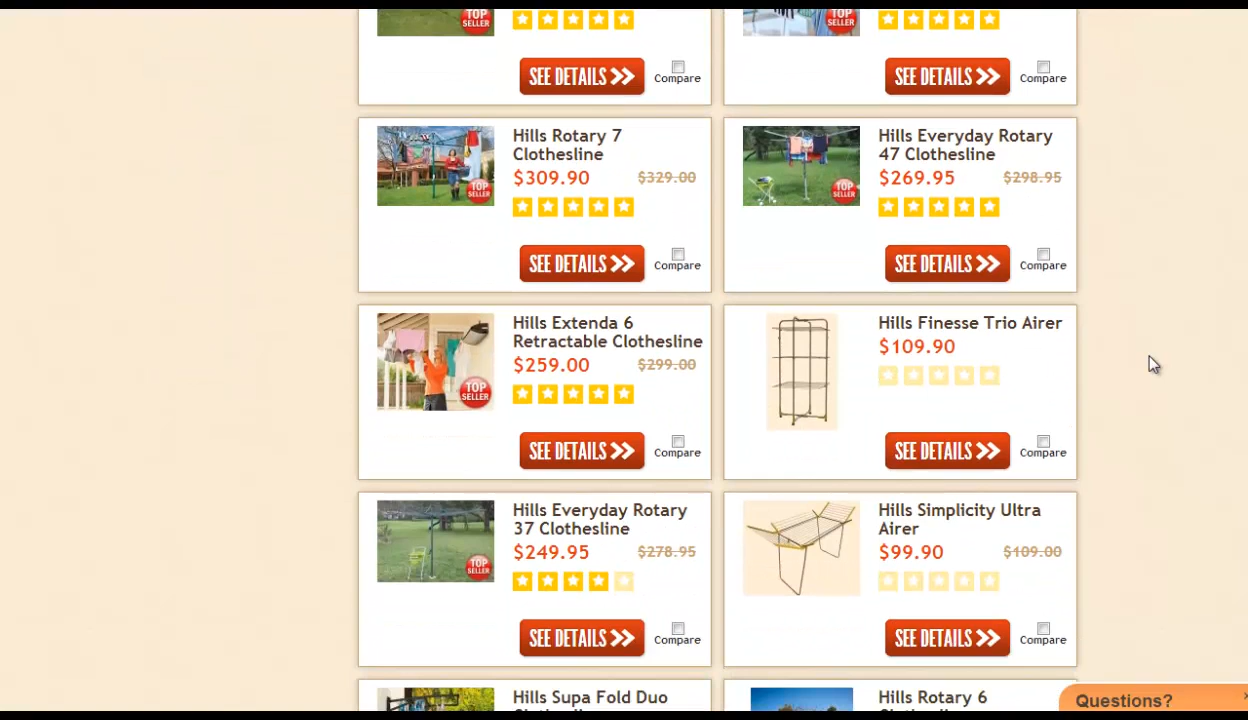 TOP SELLER
TOP SELLER
SEE DETAILS >>
Compare
SEE DETAILS >>
Compare
Hills Rotary 7
Clothesline
$309.90 $329.00
TOP SELLER
SEE DETAILS >>
Compare
Hills Everyday Rotary
47 Clothesline
$269.95 $298.95
TOP SELLER
SEE DETAILS >>
Compare
Hills Extenda 6
Retractable Clothesline
$259.00 $299.00
TOP SELLER
SEE DETAILS >>
Compare
Hills Finesse Trio Airer
$109.90
SEE DETAILS >>
Compare
Hills Everyday Rotary
37 Clothesline
$249.95 $278.95
TOP SELLER
SEE DETAILS >>
Compare
Hills Simplicity Ultra
Airer
$99.90 $109.00
SEE DETAILS >>
Compare
Hills Supa Fold Duo
Hills Rotary 6
Questions?